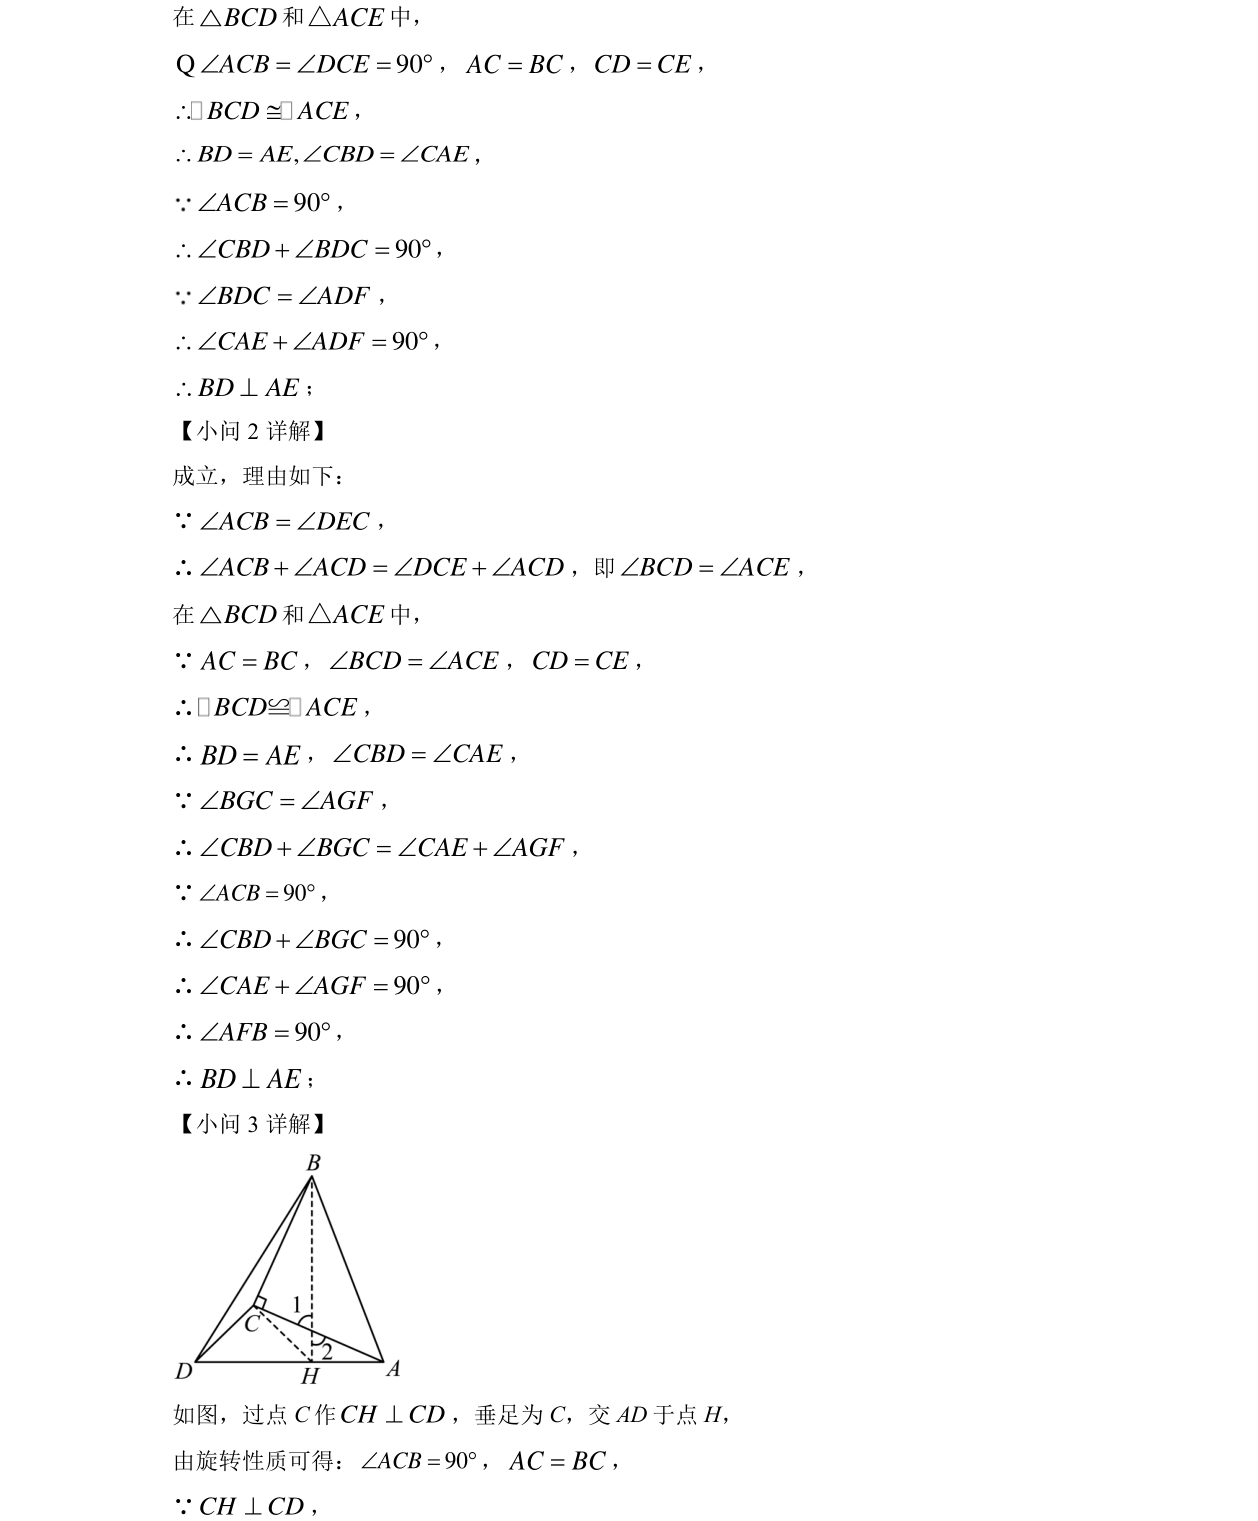 在△BCD和△ACE中，
Q∠ACB=∠DCE=90°，AC=BC，CD=CE，
∴□BCD≅□ACE，
∴BD=AE,∠CBD=∠CAE，
∵∠ACB=90°，
∴∠CBD+∠BDC=90°，
∵∠BDC=∠ADF，
∴∠CAE+∠ADF=90°，
∴BD⊥AE；
【小问2详解】
成立，理由如下：
∵∠ACB=∠DEC，
∴∠ACB+∠ACD=∠DCE+∠ACD，即∠BCD=∠ACE，
在△BCD和△ACE中，
∵AC=BC，∠BCD=∠ACE，CD=CE，
∴□BCD≌□ACE，
∴BD=AE，∠CBD=∠CAE，
∵∠BGC=∠AGF，
∴∠CBD+∠BGC=∠CAE+∠AGF，
∵∠ACB=90°，
∴∠CBD+∠BGC=90°，
∴∠CAE+∠AGF=90°，
∴∠AFB=90°，
∴BD⊥AE；
【小问3详解】
B
1
C
2
D
H
A
如图，过点C作CH⊥CD，垂足为C，交AD于点H，
由旋转性质可得：∠ACB=90°，AC=BC，
∵CH⊥CD，